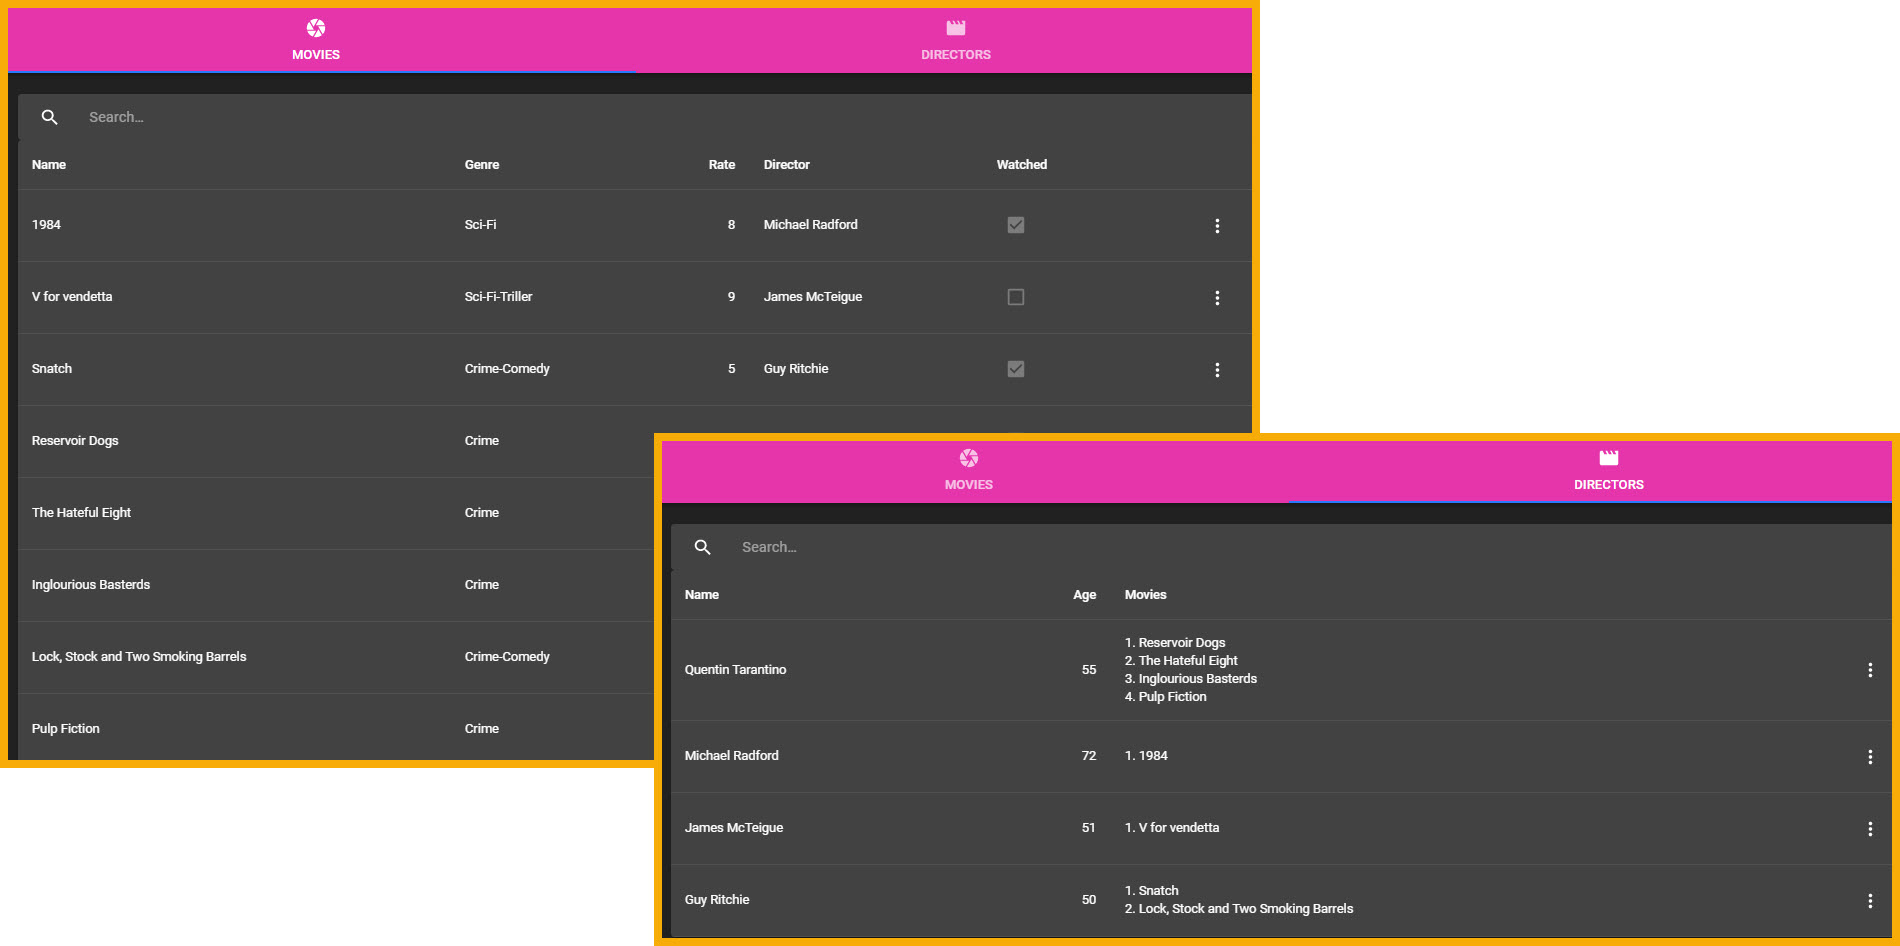 MOVIES DIRECTORS
Search...
Name Genre Rate Director Watched
1984 Sci-Fi 8 Michael Radford
V for vendetta Sci-Fi-Triller 9 James McTeigue
Snatch Crime-Comedy 5 Guy Ritchie
Reservoir Dogs Crime
The Hateful Eight Crime
Inglourious Basterds Crime
Lock, Stock and Two Smoking Barrels Crime-Comedy
Pulp Fiction Crime
MOVIES DIRECTORS
Search...
Name Age Movies
Quentin Tarantino 55
1. Reservoir Dogs
2. The Hateful Eight
3. Inglourious Basterds
4. Pulp Fiction
Michael Radford 72 1. 1984
James McTeigue 51 1. V for vendetta
Guy Ritchie 50
1. Snatch
2. Lock, Stock and Two Smoking Barrels